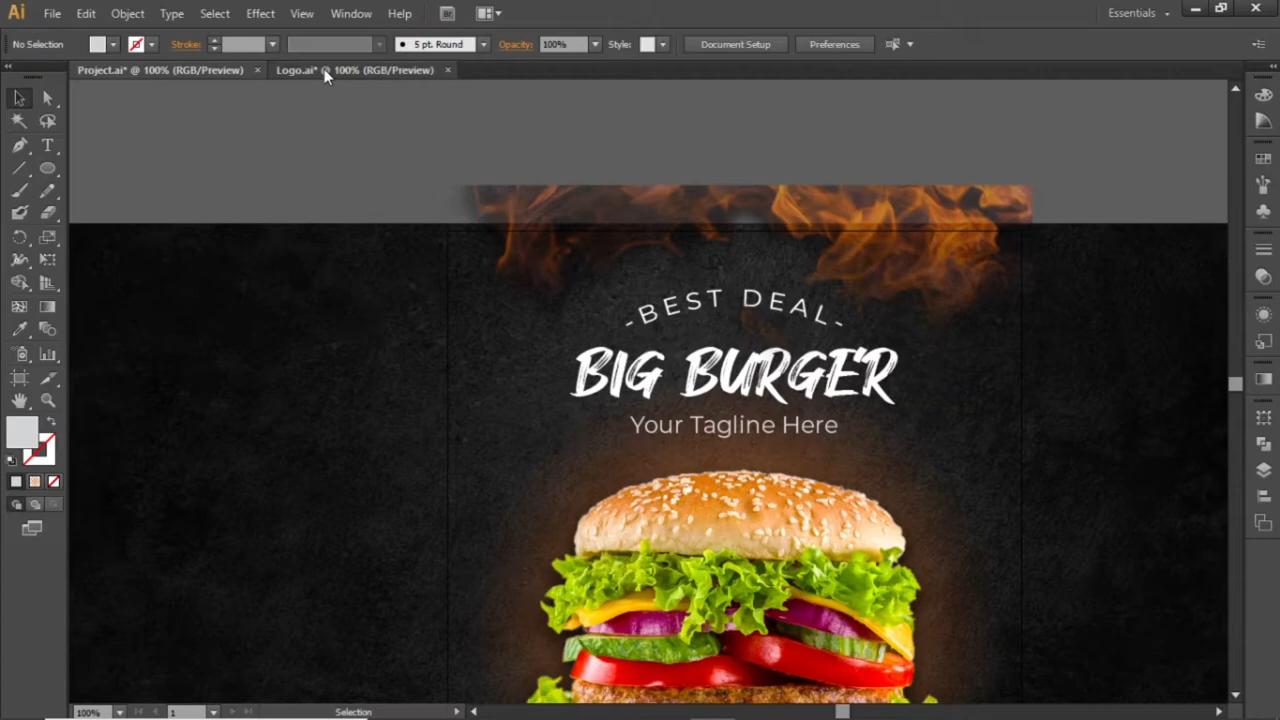 Ai File Edit Object Type Select Effect View Window Help Br Essentials
No Selection Stroke: 5 pt. Round Opacity: 100% Style: Document Setup Preferences
Project.ai* @ 100% (RGB/Preview) × Logo.ai* @ 100% (RGB/Preview) ×
-BEST DEAL-
BIG BURGER
Your Tagline Here
100% 1 Selection